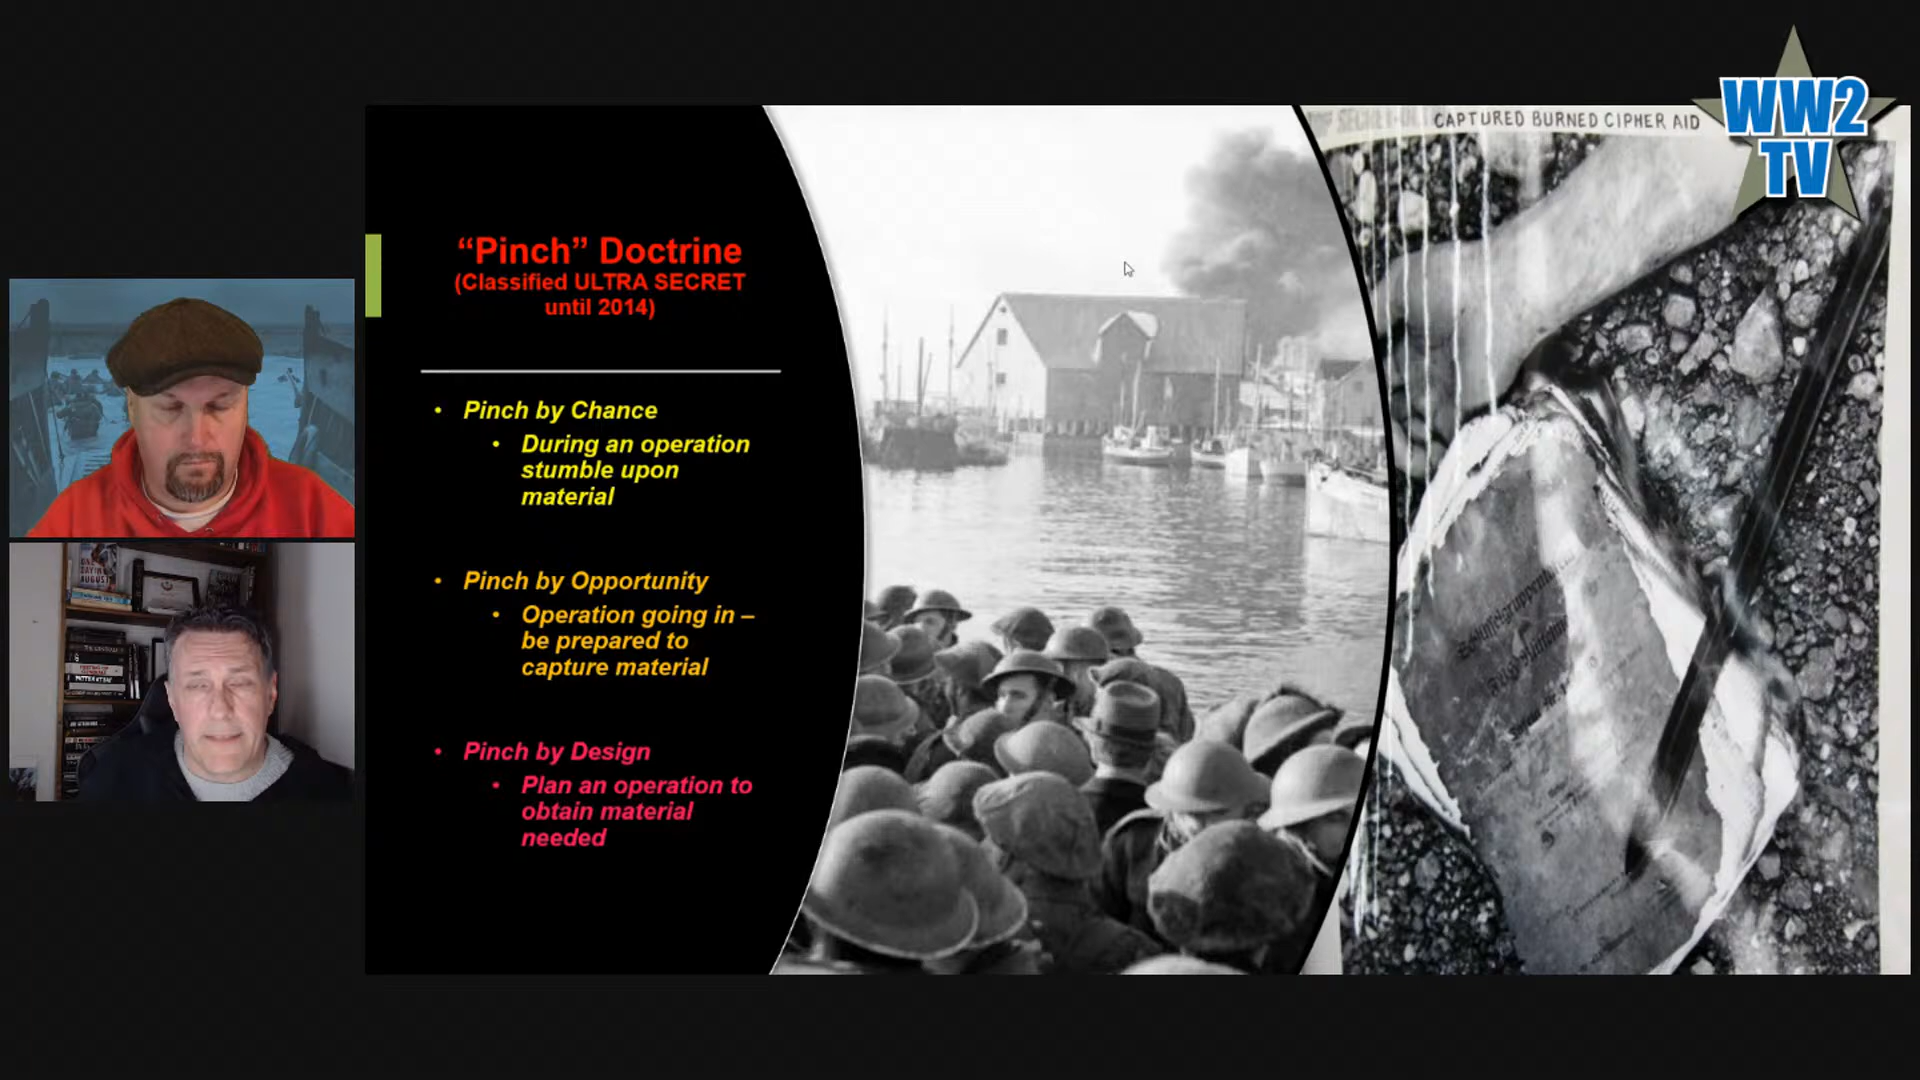 WW2
TV
CAPTURED BURNED CIPHER AID
“Pinch” Doctrine
(Classified ULTRA SECRET
until 2014)
• Pinch by Chance
• During an operation
stumble upon
material
• Pinch by Opportunity
• Operation going in –
be prepared to
capture material
• Pinch by Design
• Plan an operation to
obtain material
needed